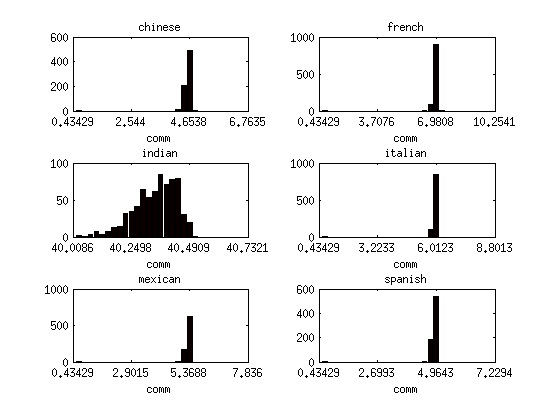 chinese
600
400
200
0
0.43429 2.544 4.6538 6.7635
comm
french
1000
500
0
0.43429 3.7076 6.9808 10.2541
comm
indian
100
50
0
40.0086 40.2498 40.4909 40.7321
comm
italian
1000
500
0
0.43429 3.2233 6.0123 8.8013
comm
mexican
1000
500
0
0.43429 2.9015 5.3688 7.836
comm
spanish
600
400
200
0
0.43429 2.6993 4.9643 7.2294
comm